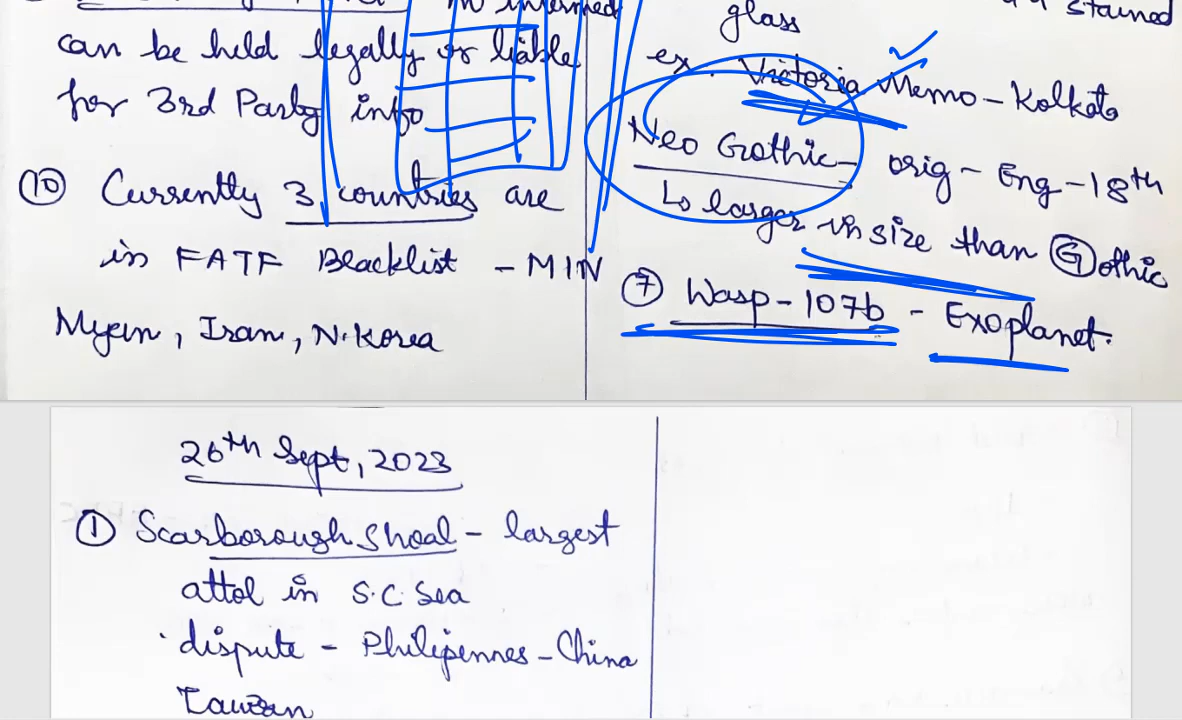 can be held legally or liable
for 3rd Party info
⑩ Currently 3 countries are
in FATF Blacklist - MIN
Myan, Iran, N.Korea
stained
glass
ex. Victoria Memo - Kolkata
Neo Gothic - orig - Eng - 18th
↳ larger in size than Gothic
⑦ Wasp-107b - Exoplanet.
26th Sept, 2023
① Scarborough Shoal - largest
attol in S.C. Sea
· dispute - Philipennes - China
Taiwan